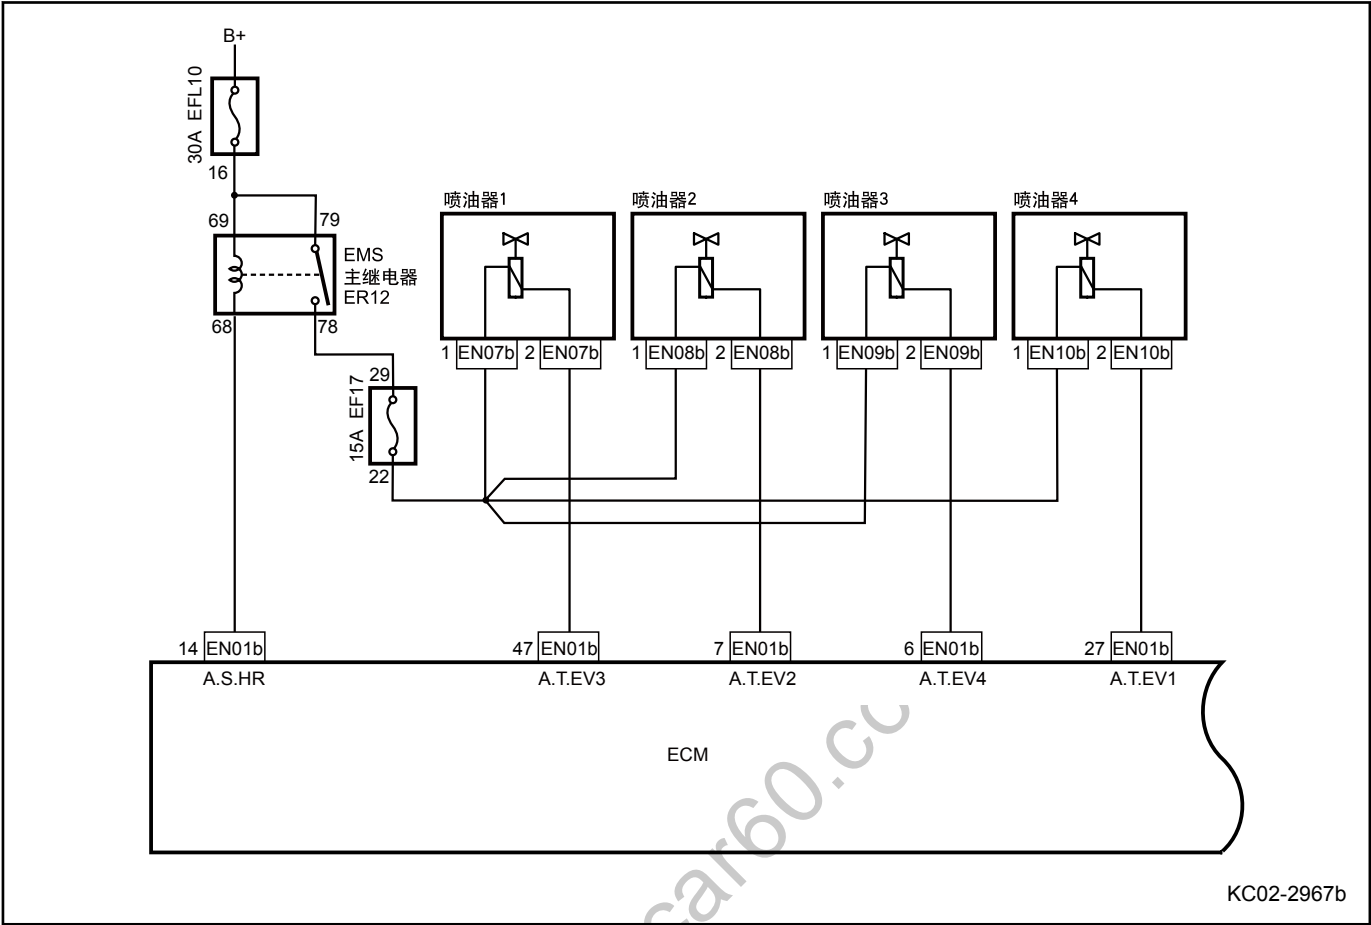 B+
30A EFL10
16
69
79
EMS
主继电器
ER12
68
78
29
15A EF17
22
喷油器1
喷油器2
喷油器3
喷油器4
1 EN07b 2 EN07b
1 EN08b 2 EN08b
1 EN09b 2 EN09b
1 EN10b 2 EN10b
14 EN01b
47 EN01b
7 EN01b
6 EN01b
27 EN01b
A.S.HR
A.T.EV3
A.T.EV2
A.T.EV4
A.T.EV1
ECM
car60.co
KC02-2967b